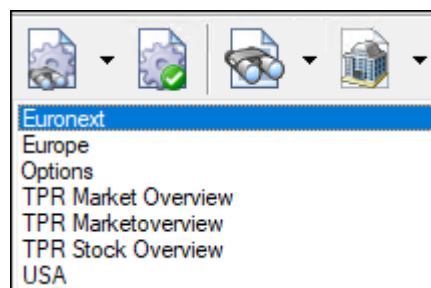 Euronext
Europe
Options
TPR Market Overview
TPR Marketoverview
TPR Stock Overview
USA